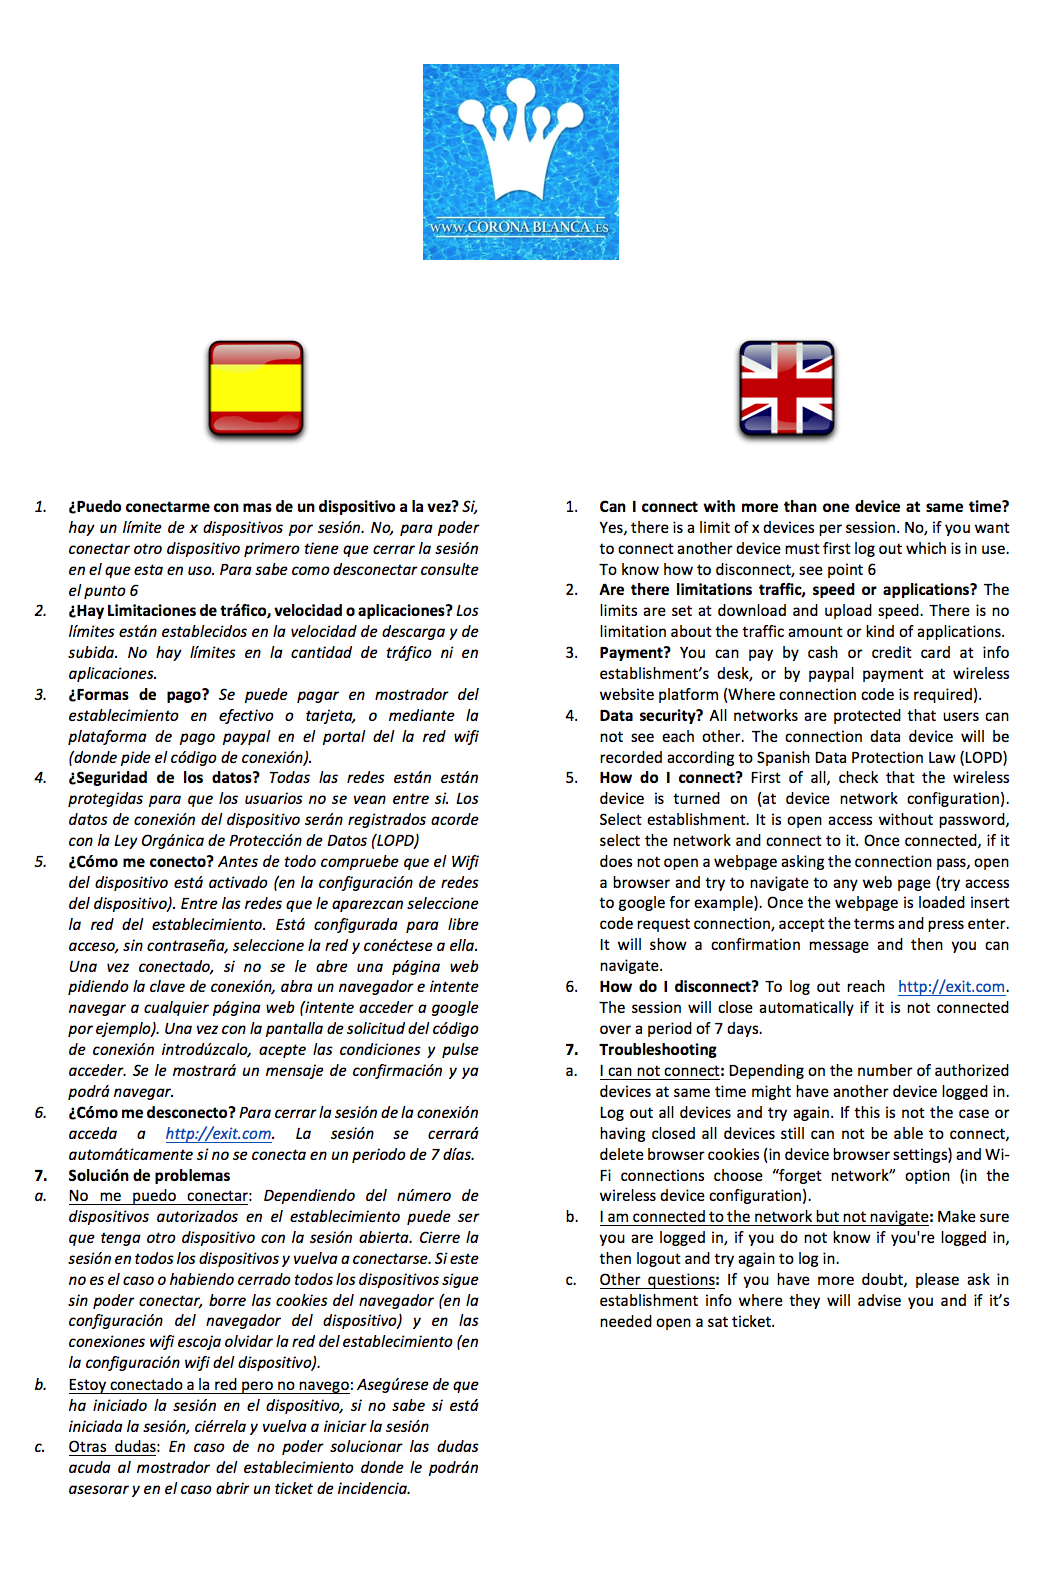 www.CORONA BLANCA.ES
1. ¿Puedo conectarme con mas de un dispositivo a la vez? Si,
hay un límite de x dispositivos por sesión. No, para poder
conectar otro dispositivo primero tiene que cerrar la sesión
en el que esta en uso. Para sabe como desconectar consulte
el punto 6
2. ¿Hay Limitaciones de tráfico, velocidad o aplicaciones? Los
límites están establecidos en la velocidad de descarga y de
subida. No hay límites en la cantidad de tráfico ni en
aplicaciones.
3. ¿Formas de pago? Se puede pagar en mostrador del
establecimiento en efectivo o tarjeta, o mediante la
plataforma de pago paypal en el portal del la red wifi
(donde pide el código de conexión).
4. ¿Seguridad de los datos? Todas las redes están están
protegidas para que los usuarios no se vean entre si. Los
datos de conexión del dispositivo serán registrados acorde
con la Ley Orgánica de Protección de Datos (LOPD)
5. ¿Cómo me conecto? Antes de todo compruebe que el Wifi
del dispositivo está activado (en la configuración de redes
del dispositivo). Entre las redes que le aparezcan seleccione
la red del establecimiento. Está configurada para libre
acceso, sin contraseña, seleccione la red y conéctese a ella.
Una vez conectado, si no se le abre una página web
pidiendo la clave de conexión, abra un navegador e intente
navegar a cualquier página web (intente acceder a google
por ejemplo). Una vez con la pantalla de solicitud del código
de conexión introdúzcalo, acepte las condiciones y pulse
acceder. Se le mostrará un mensaje de confirmación y ya
podrá navegar.
6. ¿Cómo me desconecto? Para cerrar la sesión de la conexión
acceda a http://exit.com. La sesión se cerrará
automáticamente si no se conecta en un periodo de 7 días.
7. Solución de problemas
a. No me puedo conectar: Dependiendo del número de
dispositivos autorizados en el establecimiento puede ser
que tenga otro dispositivo con la sesión abierta. Cierre la
sesión en todos los dispositivos y vuelva a conectarse. Si este
no es el caso o habiendo cerrado todos los dispositivos sigue
sin poder conectar, borre las cookies del navegador (en la
configuración del navegador del dispositivo) y en las
conexiones wifi escoja olvidar la red del establecimiento (en
la configuración wifi del dispositivo).
b. Estoy conectado a la red pero no navego: Asegúrese de que
ha iniciado la sesión en el dispositivo, si no sabe si está
iniciada la sesión, ciérrela y vuelva a iniciar la sesión
c. Otras dudas: En caso de no poder solucionar las dudas
acuda al mostrador del establecimiento donde le podrán
asesorar y en el caso abrir un ticket de incidencia.
1. Can I connect with more than one device at same time?
Yes, there is a limit of x devices per session. No, if you want
to connect another device must first log out which is in use.
To know how to disconnect, see point 6
2. Are there limitations traffic, speed or applications? The
limits are set at download and upload speed. There is no
limitation about the traffic amount or kind of applications.
3. Payment? You can pay by cash or credit card at info
establishment’s desk, or by paypal payment at wireless
website platform (Where connection code is required).
4. Data security? All networks are protected that users can
not see each other. The connection data device will be
recorded according to Spanish Data Protection Law (LOPD)
5. How do I connect? First of all, check that the wireless
device is turned on (at device network configuration).
Select establishment. It is open access without password,
select the network and connect to it. Once connected, if it
does not open a webpage asking the connection pass, open
a browser and try to navigate to any web page (try access
to google for example). Once the webpage is loaded insert
code request connection, accept the terms and press enter.
It will show a confirmation message and then you can
navigate.
6. How do I disconnect? To log out reach http://exit.com.
The session will close automatically if it is not connected
over a period of 7 days.
7. Troubleshooting
a. I can not connect: Depending on the number of authorized
devices at same time might have another device logged in.
Log out all devices and try again. If this is not the case or
having closed all devices still can not be able to connect,
delete browser cookies (in device browser settings) and Wi-
Fi connections choose “forget network” option (in the
wireless device configuration).
b. I am connected to the network but not navigate: Make sure
you are logged in, if you do not know if you're logged in,
then logout and try again to log in.
c. Other questions: If you have more doubt, please ask in
establishment info where they will advise you and if it’s
needed open a sat ticket.